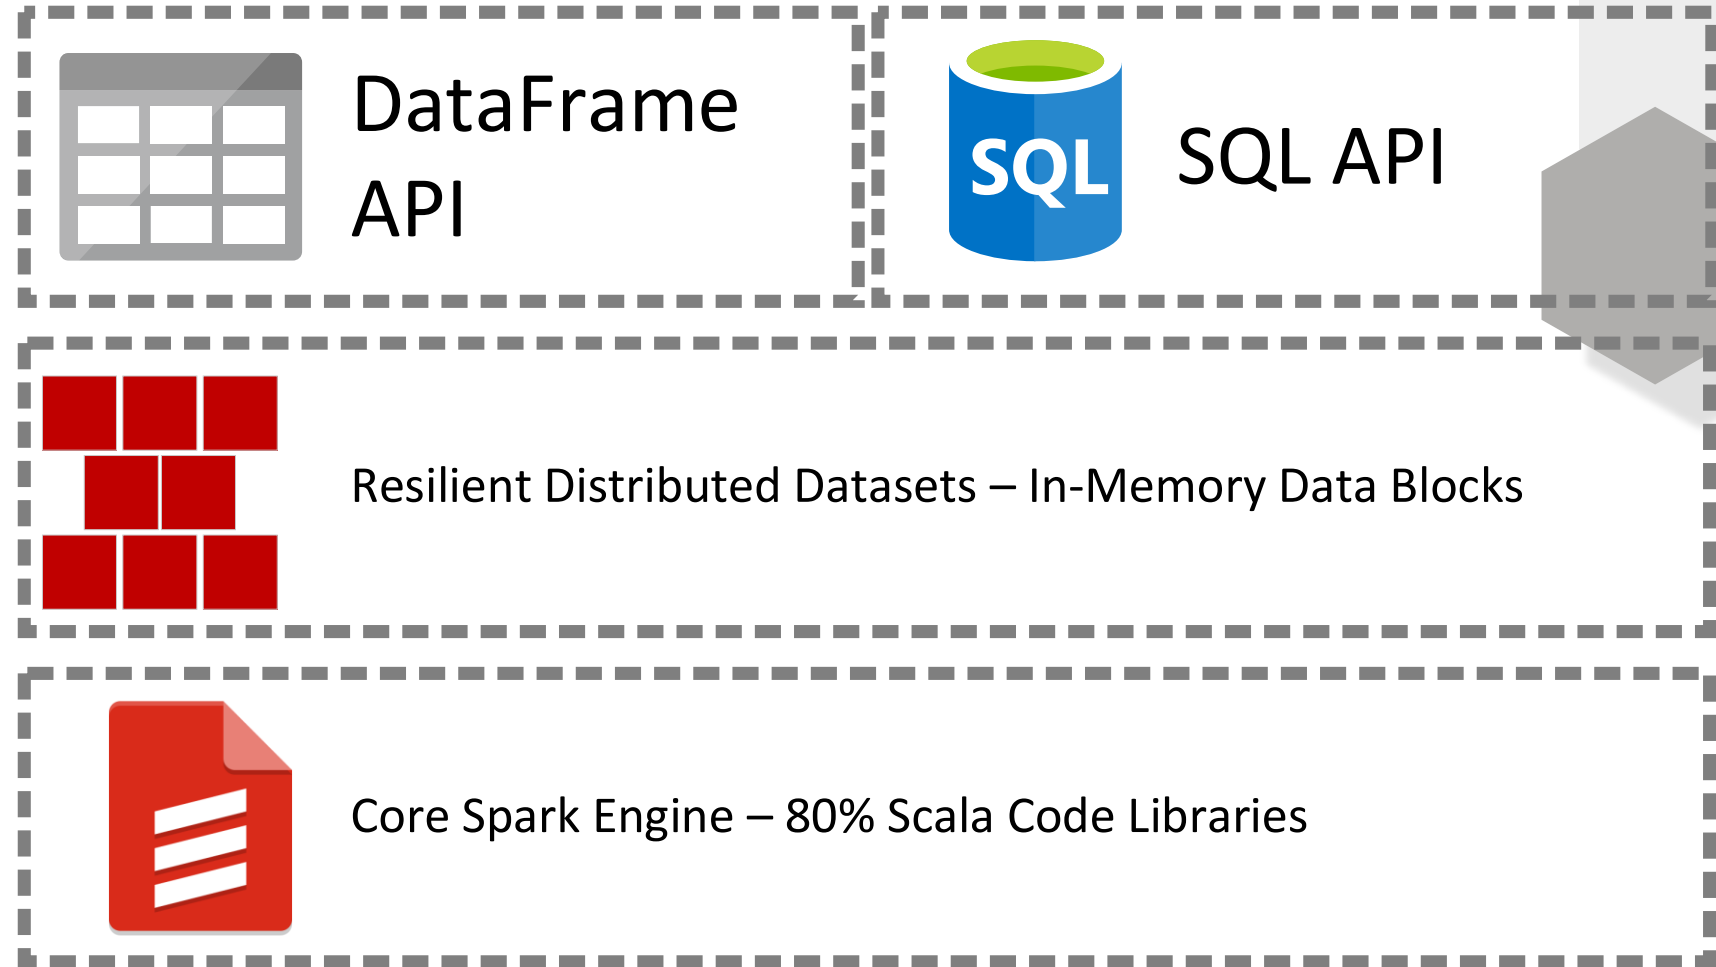 DataFrame
API
SQL
SQL API
Resilient Distributed Datasets – In-Memory Data Blocks
Core Spark Engine – 80% Scala Code Libraries